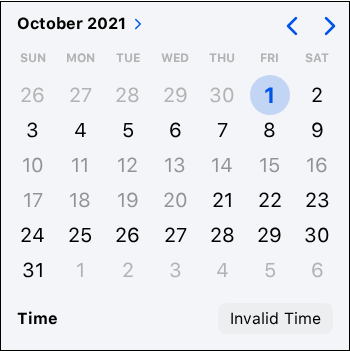 October 2021 >
SUN MON TUE WED THU FRI SAT
26 27 28 29 30 1 2
3 4 5 6 7 8 9
10 11 12 13 14 15 16
17 18 19 20 21 22 23
24 25 26 27 28 29 30
31 1 2 3 4 5 6
Time Invalid Time